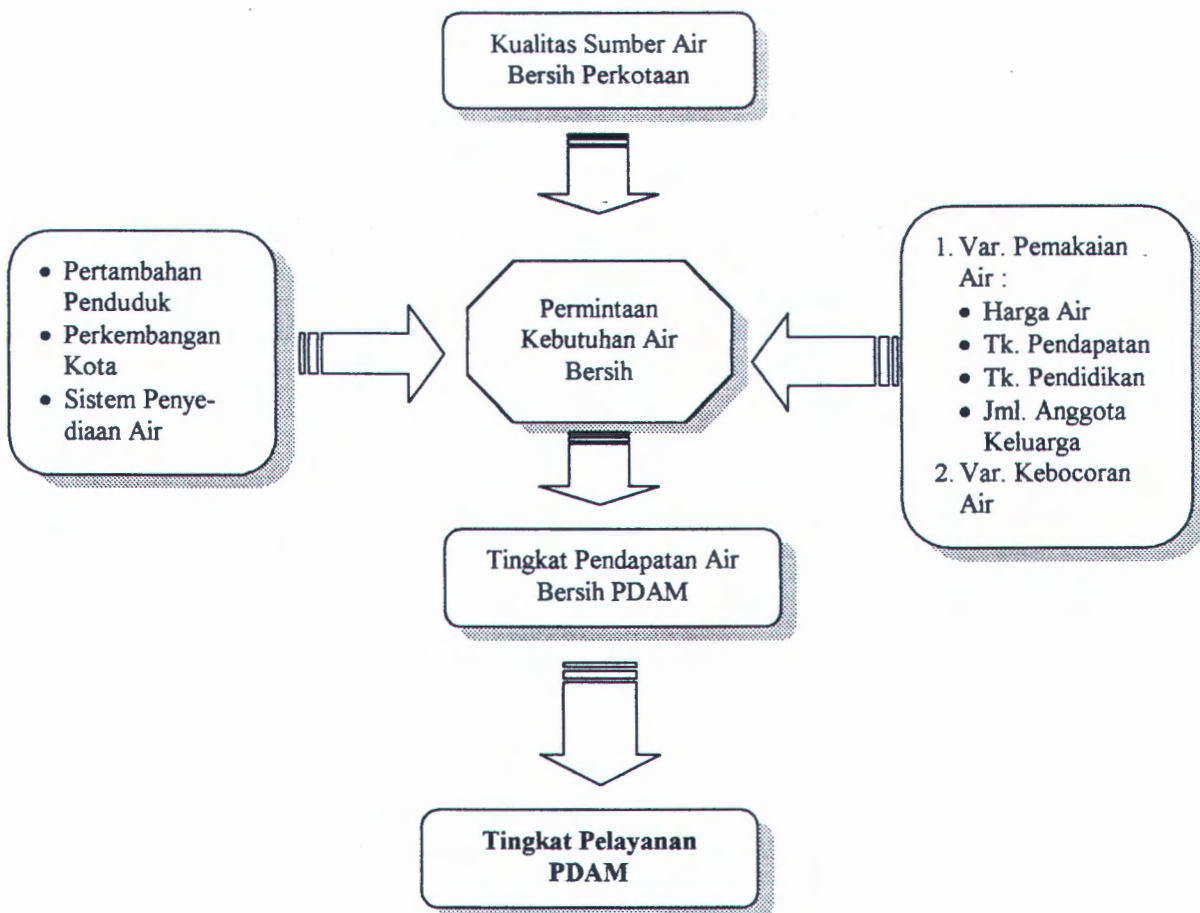 Kualitas Sumber Air
Bersih Perkotaan
• Pertambahan
Penduduk
• Perkembangan
Kota
• Sistem Penye-
diaan Air
Permintaan
Kebutuhan Air
Bersih
1. Var. Pemakaian
Air :
• Harga Air
• Tk. Pendapatan
• Tk. Pendidikan
• Jml. Anggota
Keluarga
2. Var. Kebocoran
Air
Tingkat Pendapatan Air
Bersih PDAM
Tingkat Pelayanan
PDAM